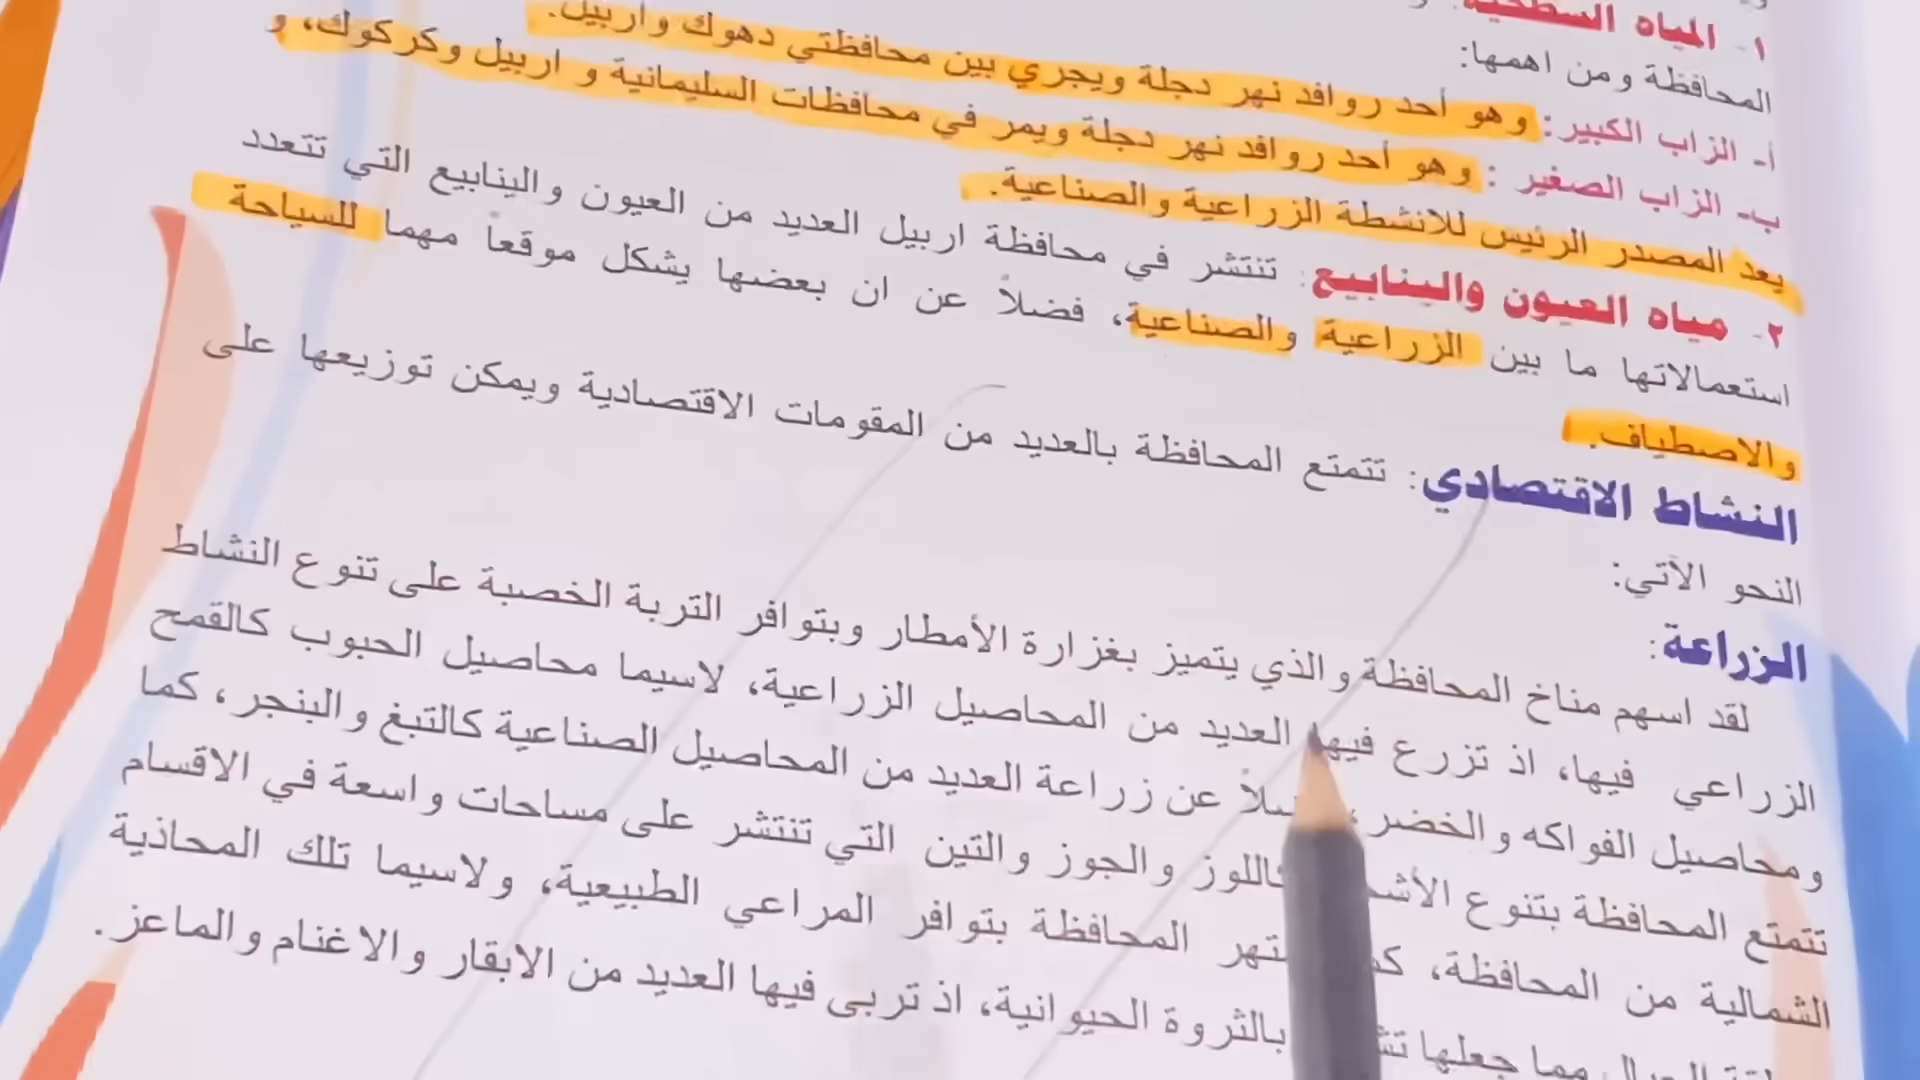 ١- المياه السطحية
المحافظة ومن اهمها:
أ- الزاب الكبير: وهو أحد روافد نهر دجلة ويجري بين محافظتي دهوك واربيل.
ب- الزاب الصغير : وهو أحد روافد نهر دجلة ويمر في محافظات السليمانية و اربيل وكركوك، و
يعد المصدر الرئيس للانشطة الزراعية والصناعية.
٢- مياه العيون والينابيع: تنتشر في محافظة اربيل العديد من العيون والينابيع التي تتعدد
استعمالاتها ما بين الزراعية والصناعية، فضلاً عن ان بعضها يشكل موقعاً مهما للسياحة
والاصطياف.
النشاط الاقتصادي: تتمتع المحافظة بالعديد من المقومات الاقتصادية ويمكن توزيعها على
النحو الآتي:
الزراعة:
لقد اسهم مناخ المحافظة والذي يتميز بغزارة الأمطار وبتوافر التربة الخصبة على تنوع النشاط
الزراعي فيها، اذ تزرع فيها العديد من المحاصيل الزراعية، لاسيما محاصيل الحبوب كالقمح
ومحاصيل الفواكه والخضر، عن زراعة العديد من المحاصيل الصناعية كالتبغ والبنجر، كما
تتمتع المحافظة بتنوع كاللوز والجوز والتين التي تنتشر على مساحات واسعة في الاقسام
الشمالية من المحافظة، المحافظة بتوافر المراعي الطبيعية، ولاسيما تلك المحاذية
مما جعلها بالثروة الحيوانية، اذ تربى فيها العديد من الابقار والاغنام والماعز.